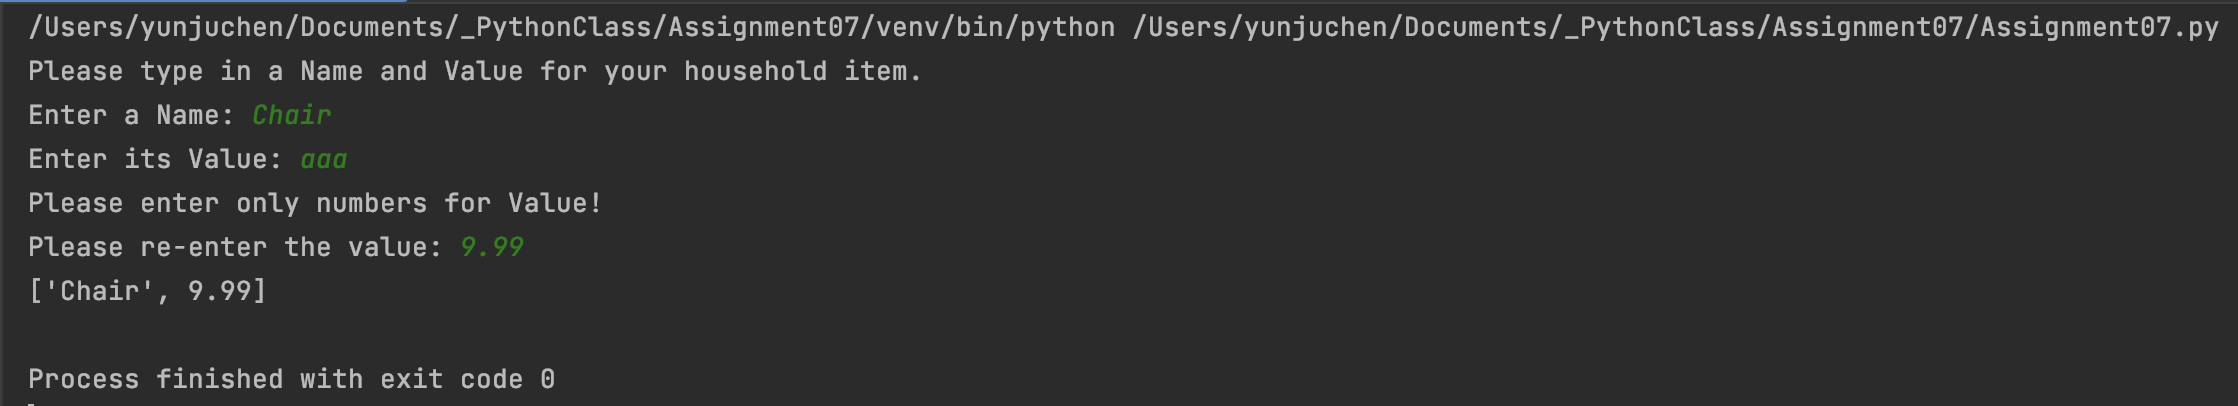 /Users/yunjuchen/Documents/_PythonClass/Assignment07/venv/bin/python /Users/yunjuchen/Documents/_PythonClass/Assignment07/Assignment07.py
Please type in a Name and Value for your household item.
Enter a Name: Chair
Enter its Value: aaa
Please enter only numbers for Value!
Please re-enter the value: 9.99
['Chair', 9.99]
Process finished with exit code 0